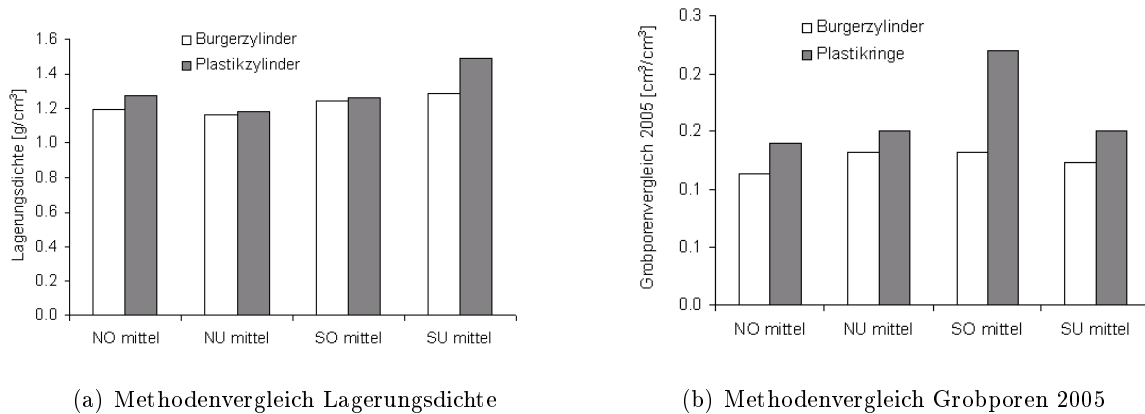 Burgerzylinder
Plastikzylinder
Lagerungsdichte [g/cm³]
1.6
1.4
1.2
1.0
0.8
0.6
0.4
0.2
0.0
NO mittel NU mittel SO mittel SU mittel
(a) Methodenvergleich Lagerungsdichte
Burgerzylinder
Plastikringe
Grobporenvergleich 2005 [cm³/cm³]
0.3
0.2
0.2
0.1
0.1
0.0
NO mittel NU mittel SO mittel SU mittel
(b) Methodenvergleich Grobporen 2005